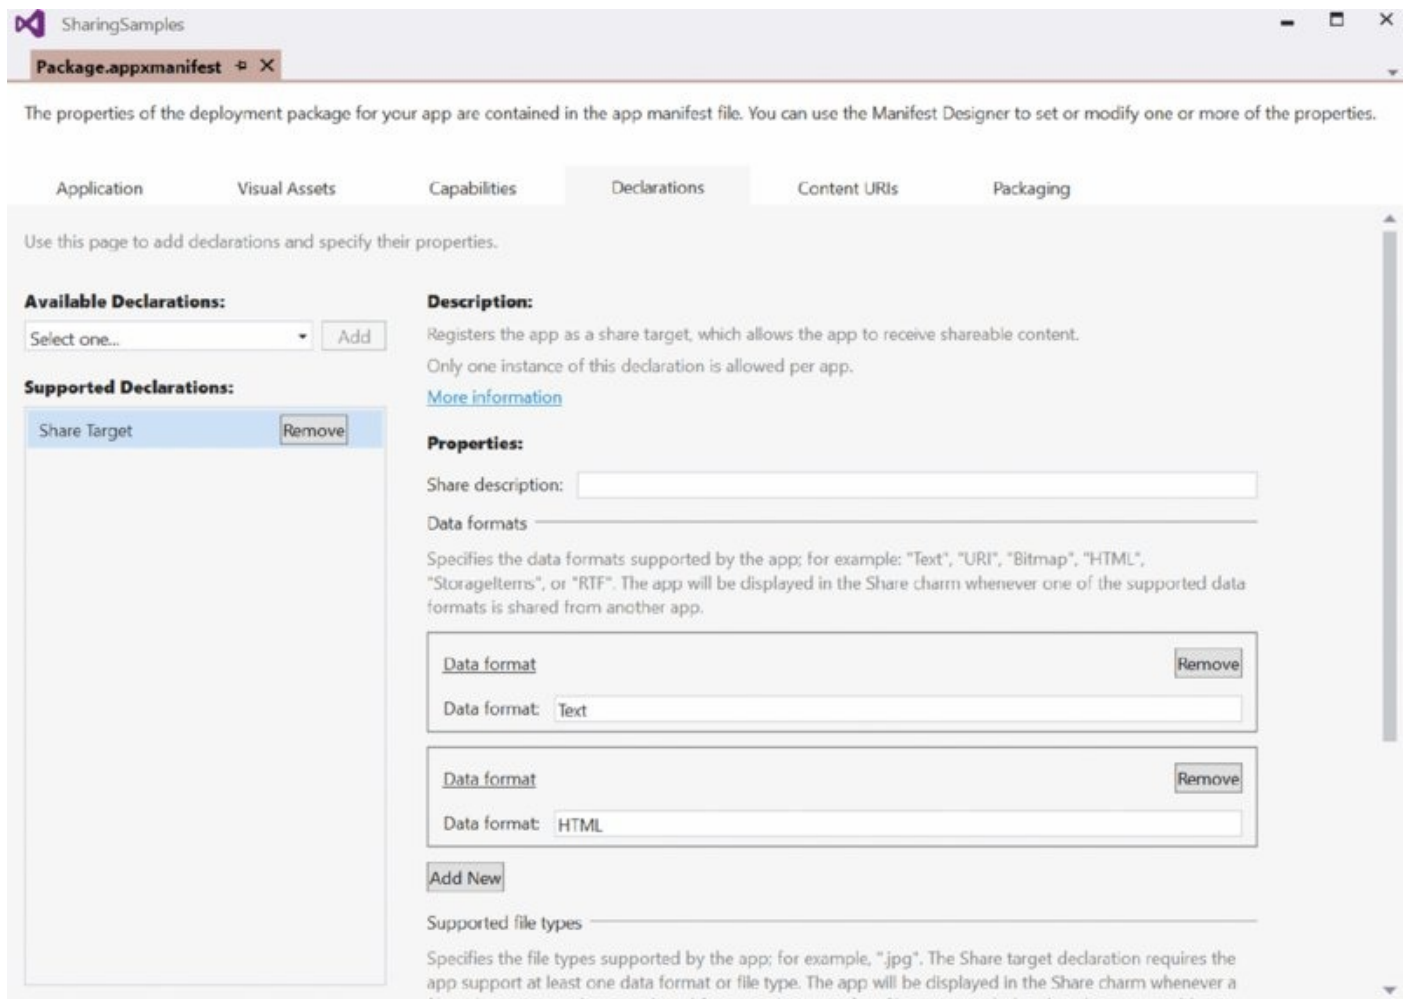 SharingSamples
Package.appxmanifest
The properties of the deployment package for your app are contained in the app manifest file. You can use the Manifest Designer to set or modify one or more of the properties.
Application Visual Assets Capabilities Declarations Content URIs Packaging
Use this page to add declarations and specify their properties.
Available Declarations:
Select one... Add
Supported Declarations:
Share Target Remove
Description:
Registers the app as a share target, which allows the app to receive shareable content.
Only one instance of this declaration is allowed per app.
More information
Properties:
Share description:
Data formats
Specifies the data formats supported by the app; for example: "Text", "URI", "Bitmap", "HTML",
"StorageItems", or "RTF". The app will be displayed in the Share charm whenever one of the supported data
formats is shared from another app.
Data format Remove
Data format: Text
Data format Remove
Data format: HTML
Add New
Supported file types
Specifies the file types supported by the app; for example, ".jpg". The Share target declaration requires the
app support at least one data format or file type. The app will be displayed in the Share charm whenever a